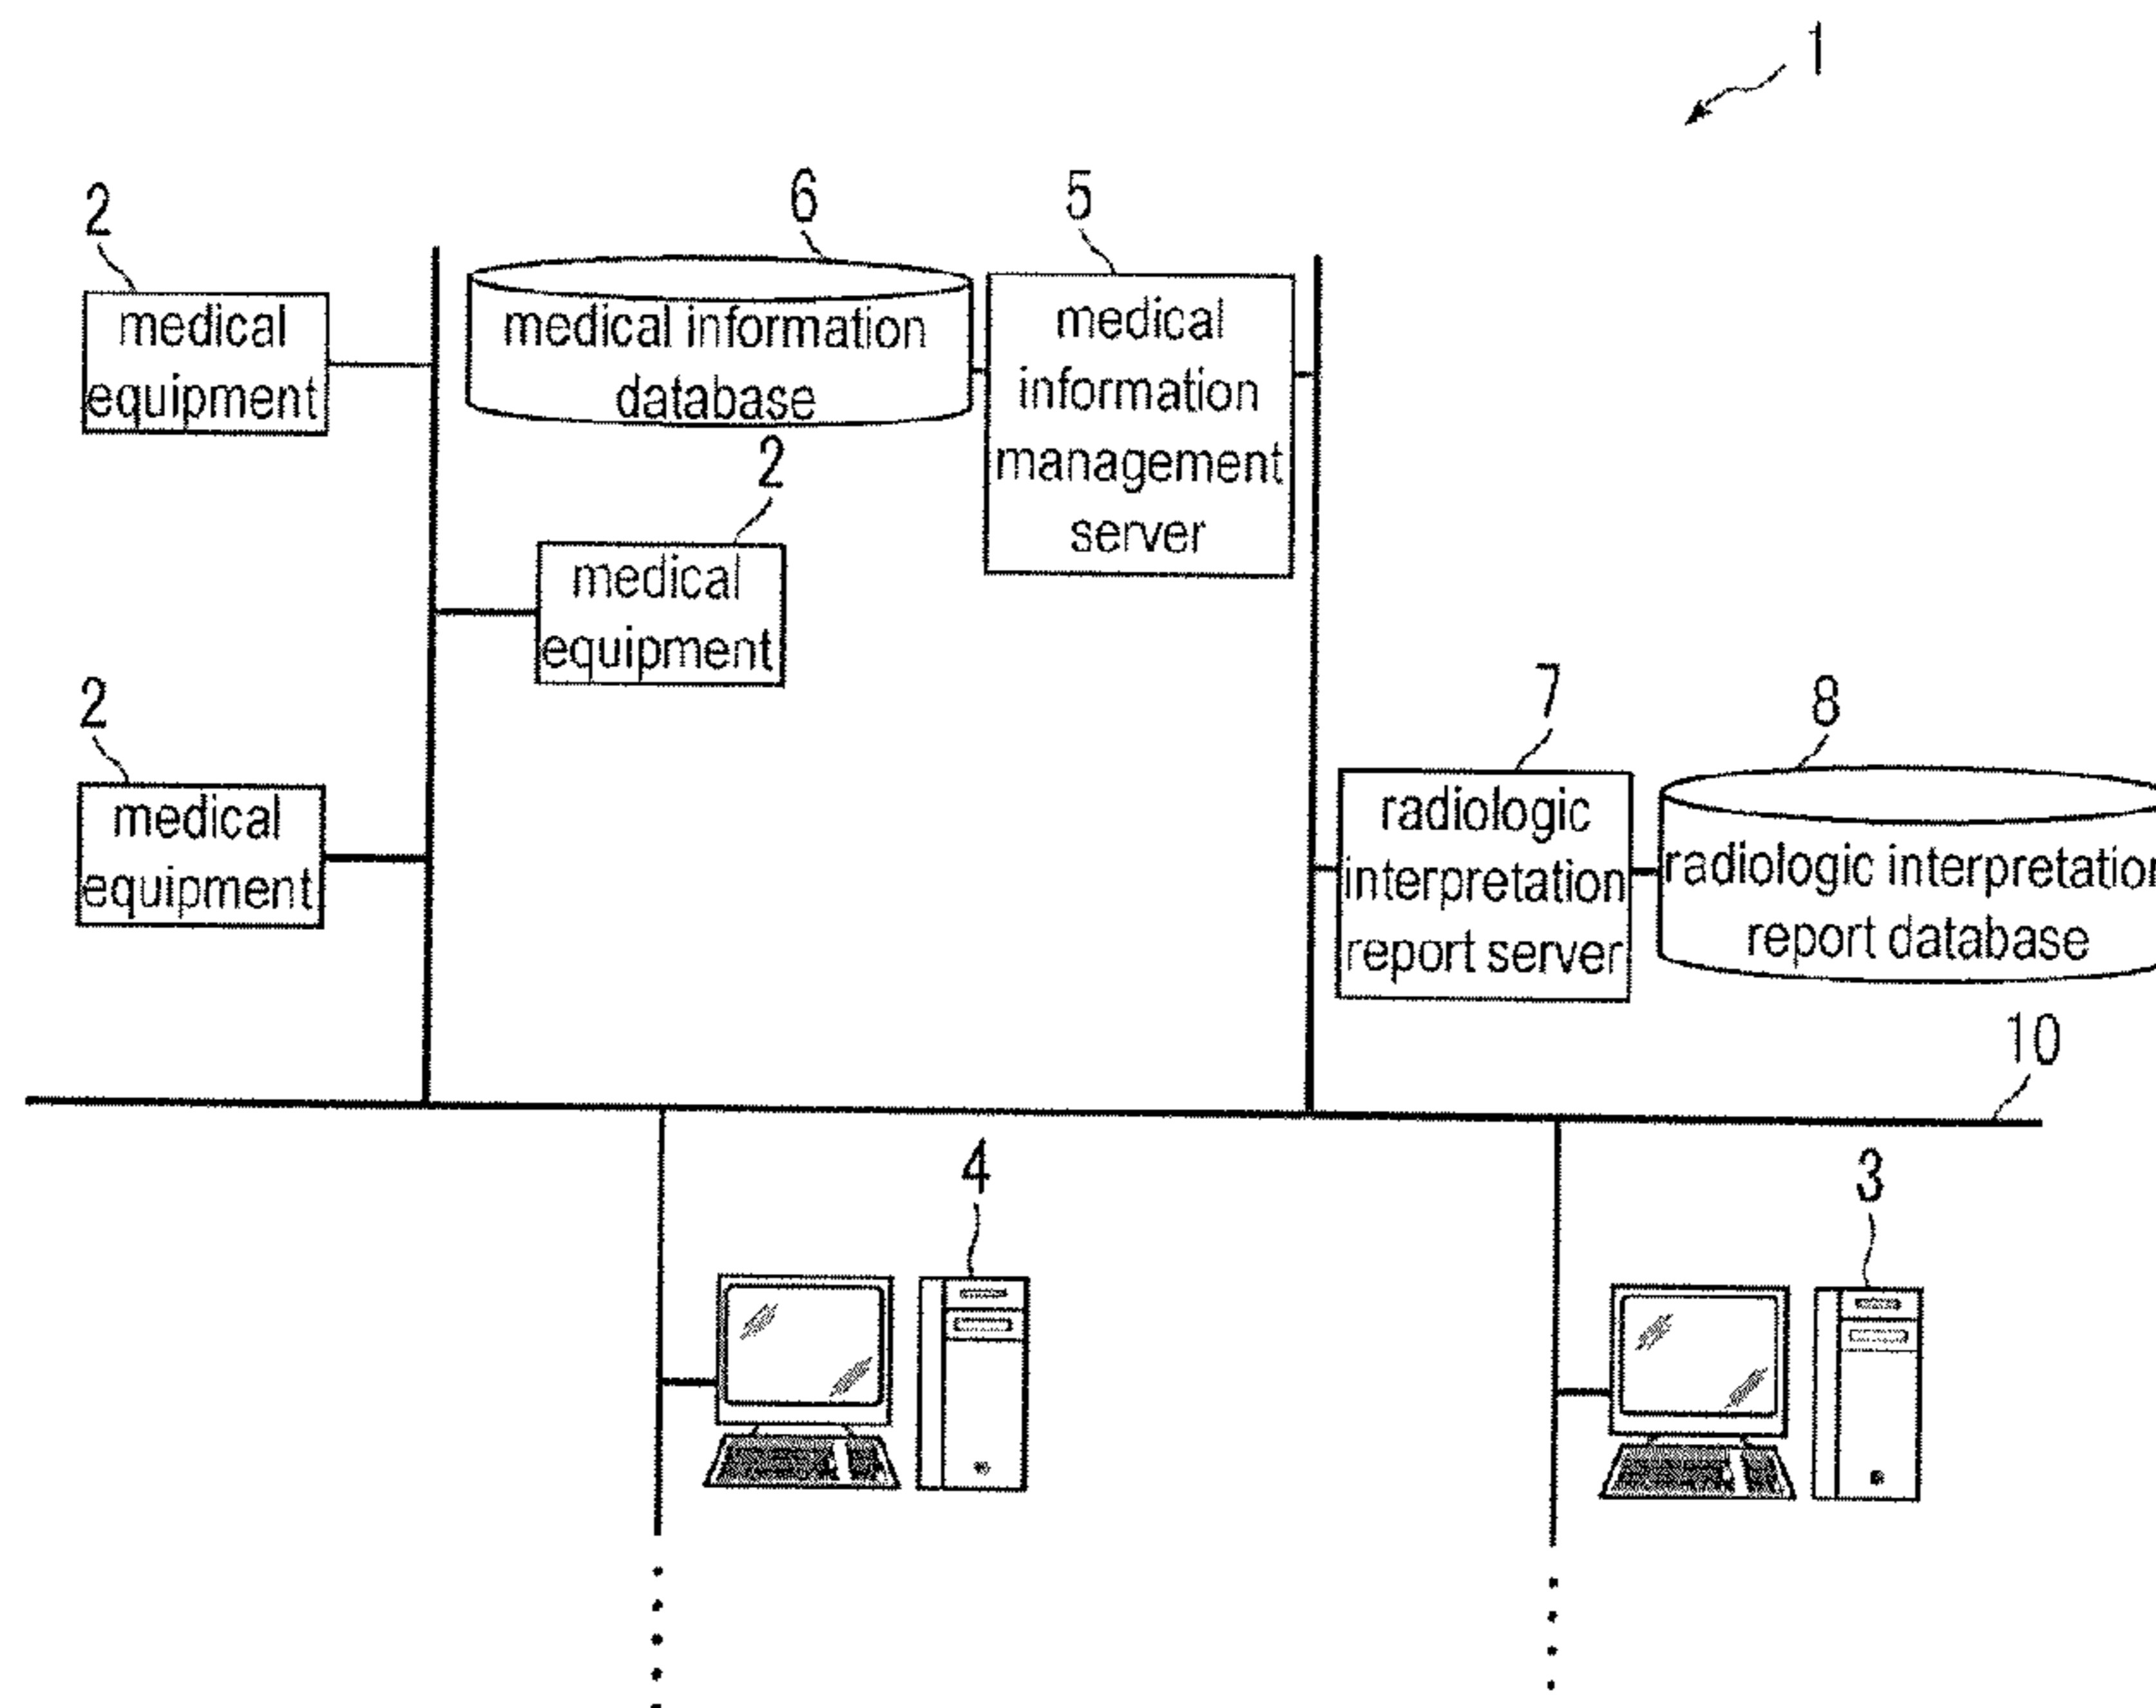 1
2
6
5
medical
equipment
medical information
database
medical
information
management
server
2
medical
equipment
2
medical
equipment
7
8
radiologic
interpretation
report server
radiologic interpretation
report database
10
4
3